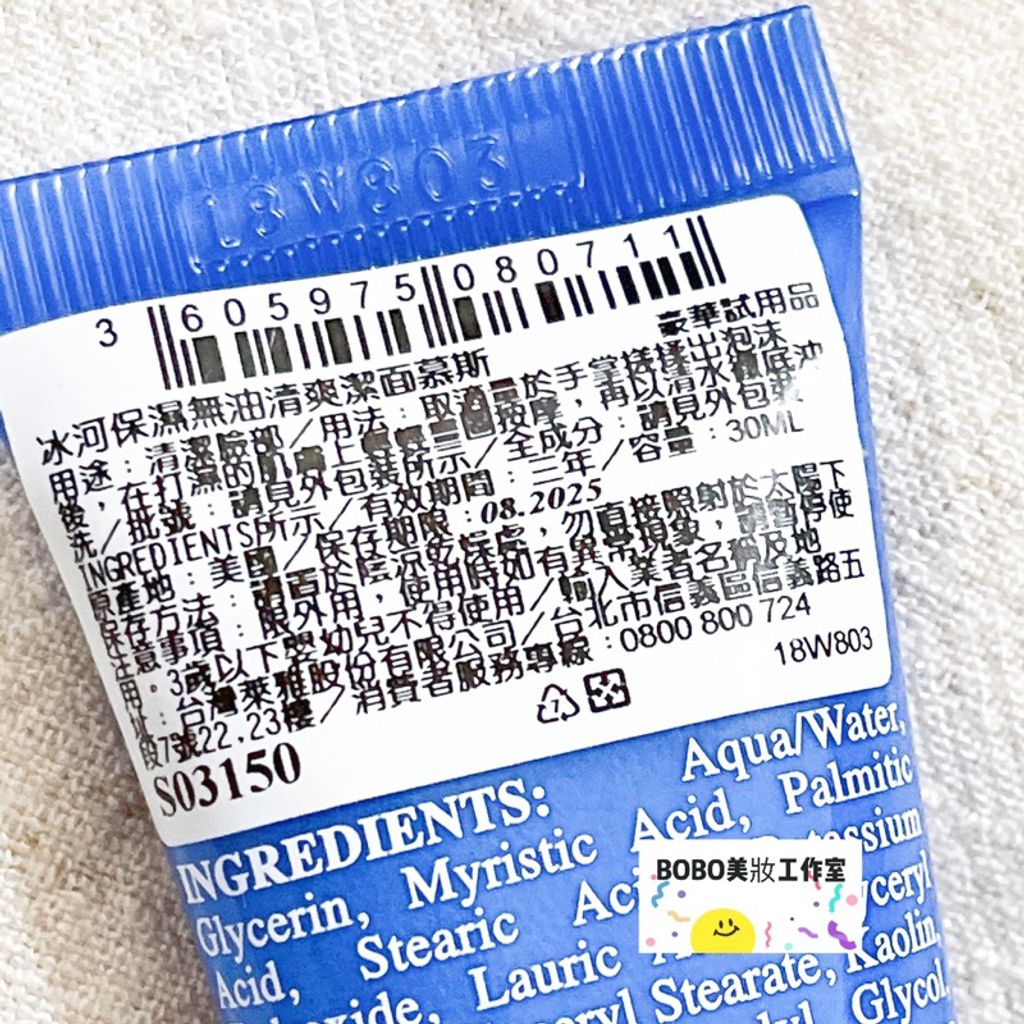 18W803
3 605975 080711
豪華試用品
冰河保濕無油清爽潔面慕斯
用途：清潔臉部／用法：取適量於手掌搓揉出泡沫
後，在打濕的肌膚上輕輕按摩，再以清水徹底沖
洗／批號：請見外包裝所示／全成分：請見外包裝
INGREDIENTS所示／有效期間：三年／容量：30ML
原產地：美國／保存期限：08.2025
保存方法：請置於陰涼乾燥處，勿直接照射於太陽下
注意事項：限外用，使用時如有異常現象，請暫停使
用。3歲以下嬰幼兒不得使用／輸入業者名稱及地
址：台灣萊雅股份有限公司／台北市信義區信義路五
段7號22,23樓／消費者服務專線：0800 800 724
18W803
7
S03150
INGREDIENTS: Aqua/Water,
Glycerin, Myristic Acid, Palmitic
Acid, Stearic
Lauric
Stearate, Kaolin,
Glycol,
BOBO美妝工作室